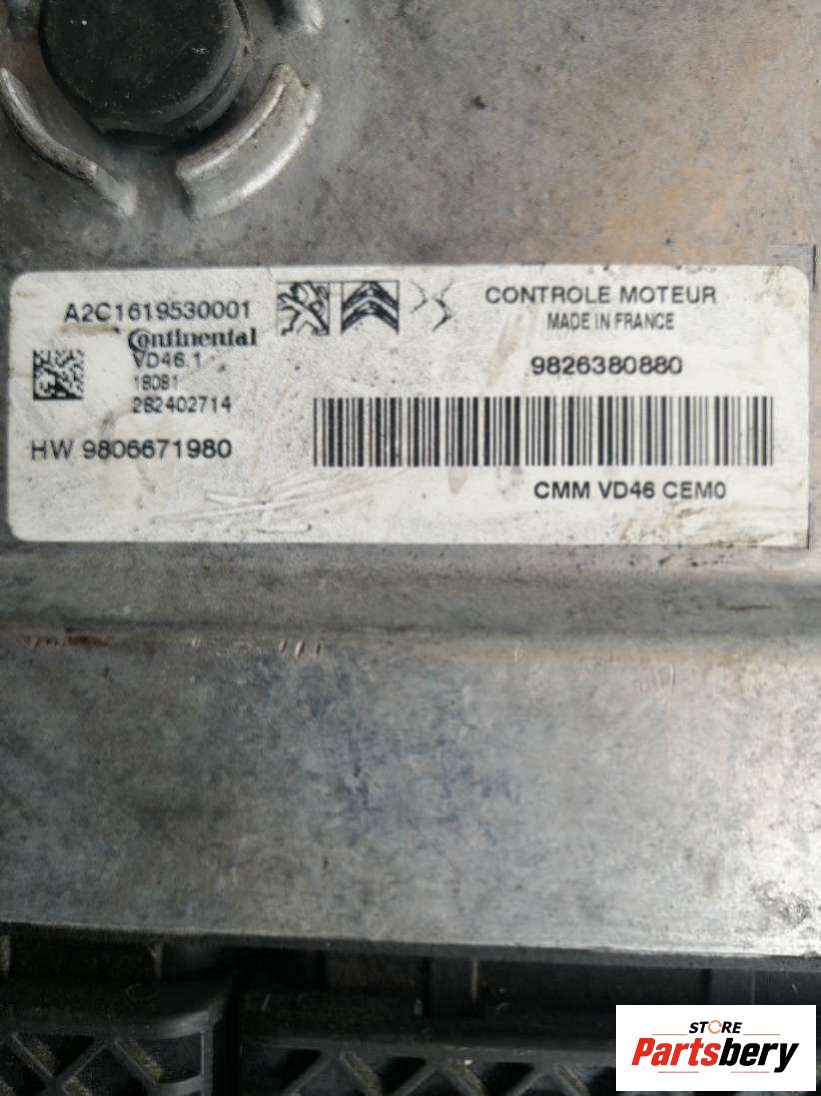 A2C1619530001
Continental
VD46.1
18081
282402714
HW 9806671980
CONTROLE MOTEUR
MADE IN FRANCE
9826380880
CMM VD46 CEM0
STORE
Partsbery